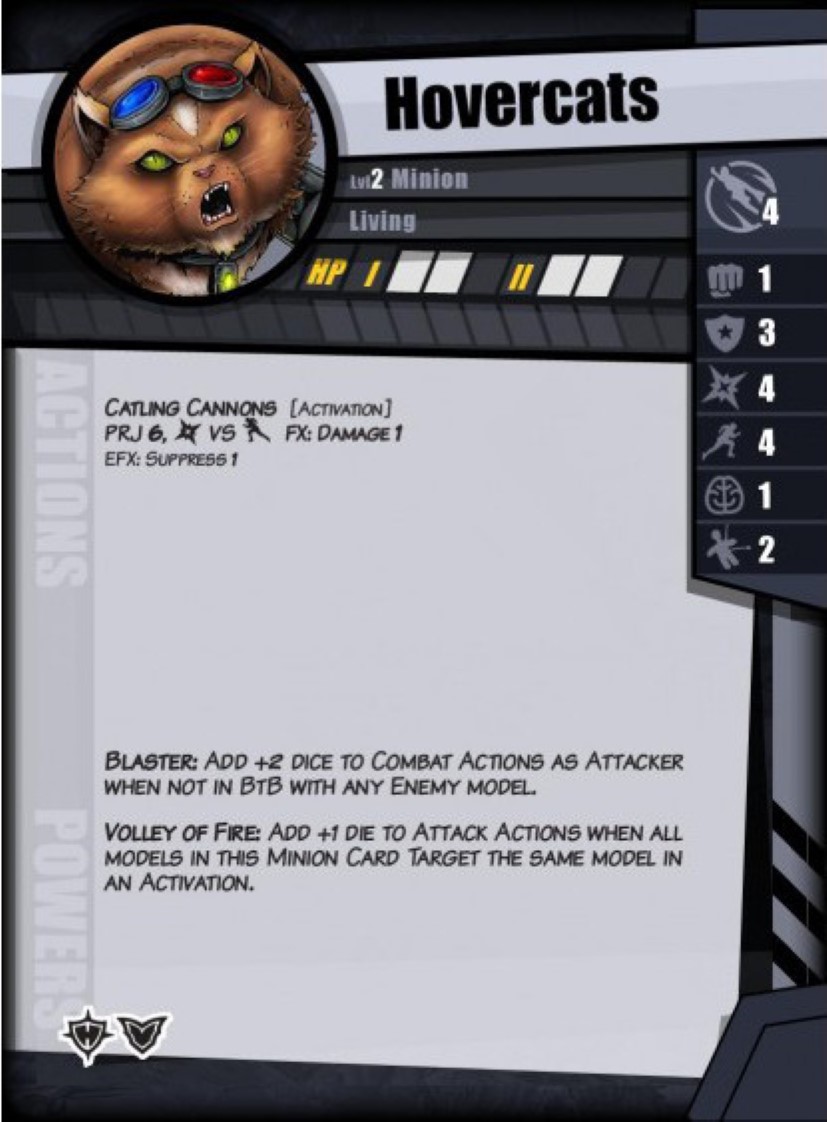 Hovercats
Lvl2 Minion
Living
HP I II
4
1
3
4
4
1
2
ACTIONS
CATLING CANNONS [ACTIVATION]
PRJ 6, VS FX: DAMAGE 1
EFX: SUPPRESS 1
POWERS
BLASTER: ADD +2 DICE TO COMBAT ACTIONS AS ATTACKER
WHEN NOT IN BTB WITH ANY ENEMY MODEL.
VOLLEY OF FIRE: ADD +1 DIE TO ATTACK ACTIONS WHEN ALL
MODELS IN THIS MINION CARD TARGET THE SAME MODEL IN
AN ACTIVATION.